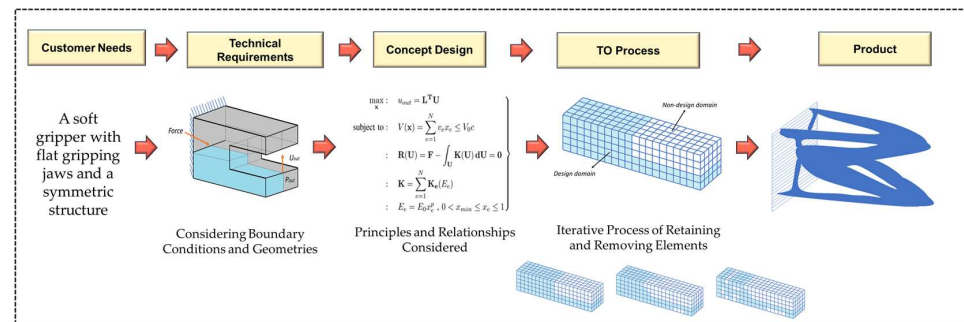 Customer Needs
Technical
Requirements
Concept Design
TO Process
Product
A soft
gripper with
flat gripping
jaws and a
symmetric
structure
Force
U_out
P_out
Considering Boundary
Conditions and Geometries
max_x : u_out = L^T U
subject to : V(x) = ∑_{e=1}^{N} v_e x_e ≤ V_0 c
: R(U) = F − ∫_U K(U) dU = 0
: K = ∑_{e=1}^{N} K_e(E_e)
: E_e = E_0 x_e^p , 0 < x_min ≤ x_e ≤ 1
Principles and Relationships
Considered
Non-design domain
Design domain
Iterative Process of Retaining
and Removing Elements